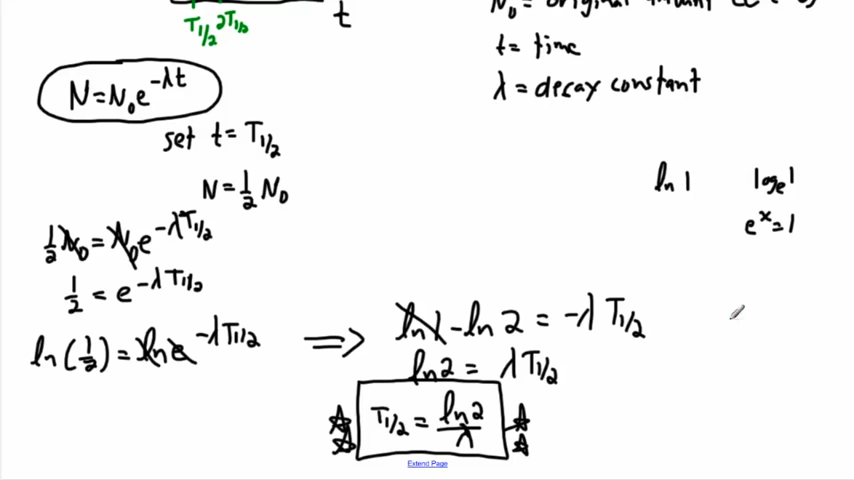 T1/2 2T1/2
t
N0 = original amount
t = time
λ = decay constant
N = N0 e^-λt
set t = T1/2
N = 1/2 N0
1/2 N0 = N0 e^-λT1/2
1/2 = e^-λT1/2
ln(1/2) = ln e^-λT1/2
ln 1 loge 1
e^x = 1
⇒ ln 1 - ln 2 = -λ T1/2
ln 2 = λ T1/2
T1/2 = ln 2/λ
Extend Page